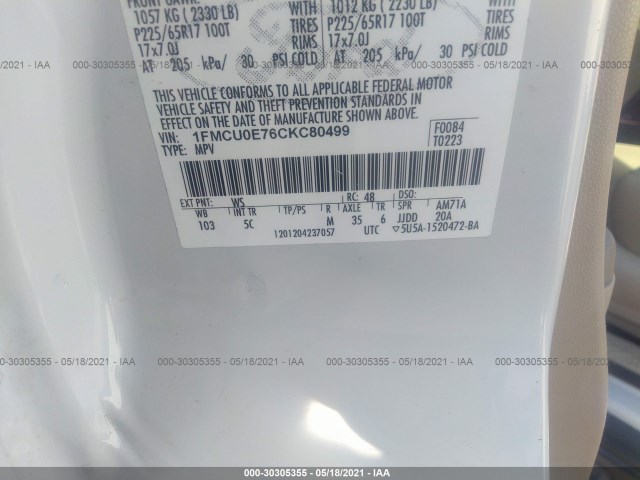 FRONT GAWR:
1057 KG ( 2330 LB) WITH 1012 KG ( 2230 LB) WITH
P225/65R17 100T TIRES P225/65R17 100T TIRES
17x7.0J RIMS 17x7.0J RIMS
AT 205 kPa/ 30 PSI COLD AT 205 kPa/ 30 PSI COLD
THIS VEHICLE CONFORMS TO ALL APPLICABLE FEDERAL MOTOR
VEHICLE SAFETY AND THEFT PREVENTION STANDARDS IN
EFFECT ON THE DATE OF MANUFACTURE SHOWN ABOVE.
VIN: 1FMCU0E76CKC80499 F0084
TYPE: MPV T0223
EXT PNT: WS RC: 48 DSO:
WB INT TR TP/PS R AXLE TR SPR AM71A
103 5C M 35 6 JJDD 20A
1201204237057 UTC ▽5U5A-1520472-BA
000-30305355 - 05/18/2021 - IAA
000-30305355 - 05/18/2021 - IAA
000-30305355 - 05/18/2021 - IAA
000-30305355 - 05/18/2021 - IAA
000-30305355 - 05/18/2021 - IAA
000-30305355 - 05/18/2021 - IAA
000-30305355 - 05/18/2021 - IAA